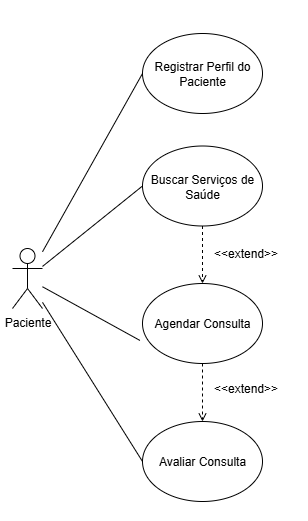 Registrar Perfil do
Paciente
Buscar Serviços de
Saúde
<<extend>>
Paciente
Agendar Consulta
<<extend>>
Avaliar Consulta